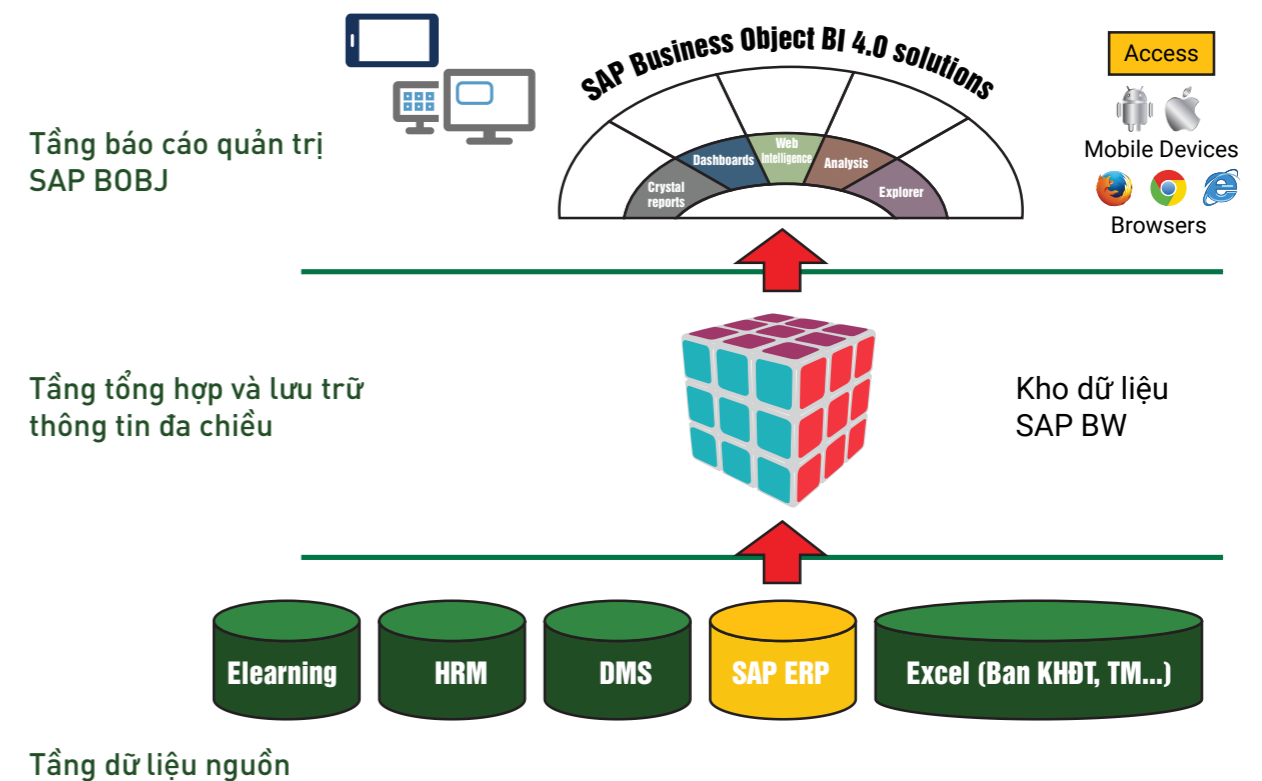 SAP Business Object BI 4.0 solutions
Access
Tầng báo cáo quản trị
SAP BOBJ
Crystal
reports
Dashboards
Web
Intelligence
Analysis
Explorer
Mobile Devices
Browsers
Tầng tổng hợp và lưu trữ
thông tin đa chiều
Kho dữ liệu
SAP BW
Elearning
HRM
DMS
SAP ERP
Excel (Ban KHĐT, TM...)
Tầng dữ liệu nguồn